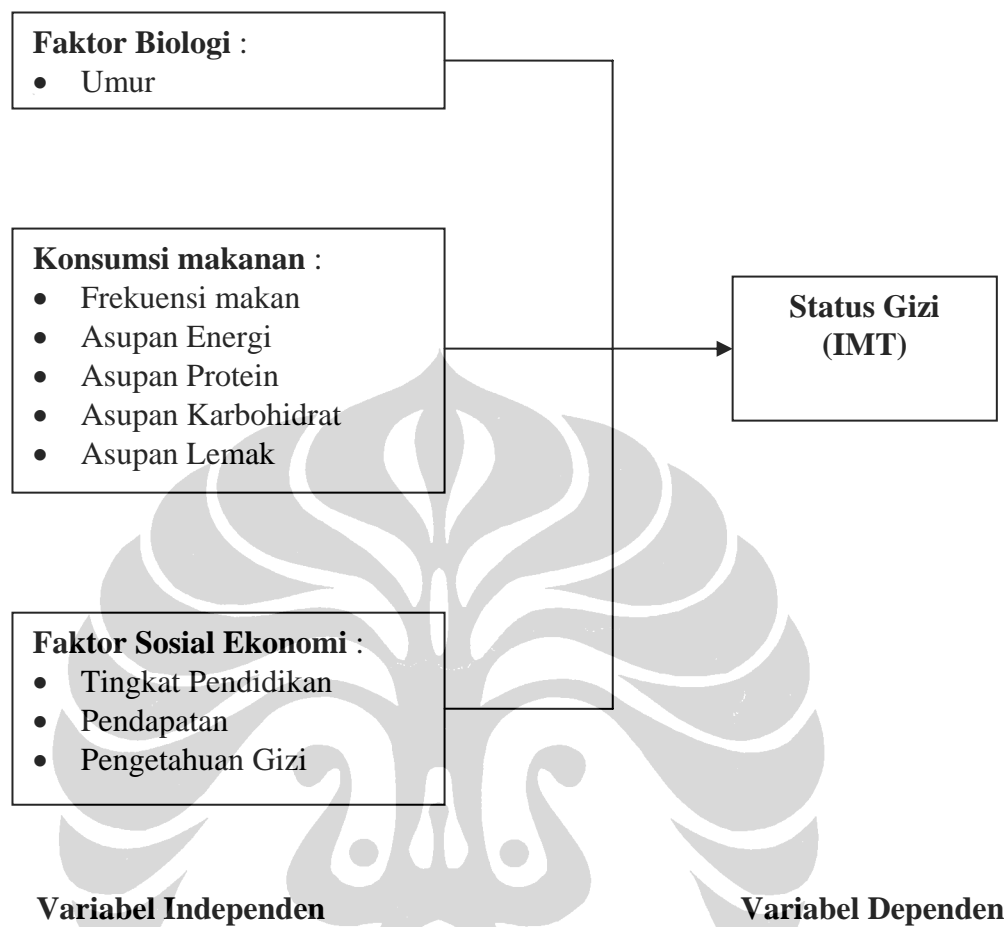 Faktor Biologi :
• Umur
Konsumsi makanan :
• Frekuensi makan
• Asupan Energi
• Asupan Protein
• Asupan Karbohidrat
• Asupan Lemak
Status Gizi
(IMT)
Faktor Sosial Ekonomi :
• Tingkat Pendidikan
• Pendapatan
• Pengetahuan Gizi
Variabel Independen
Variabel Dependen